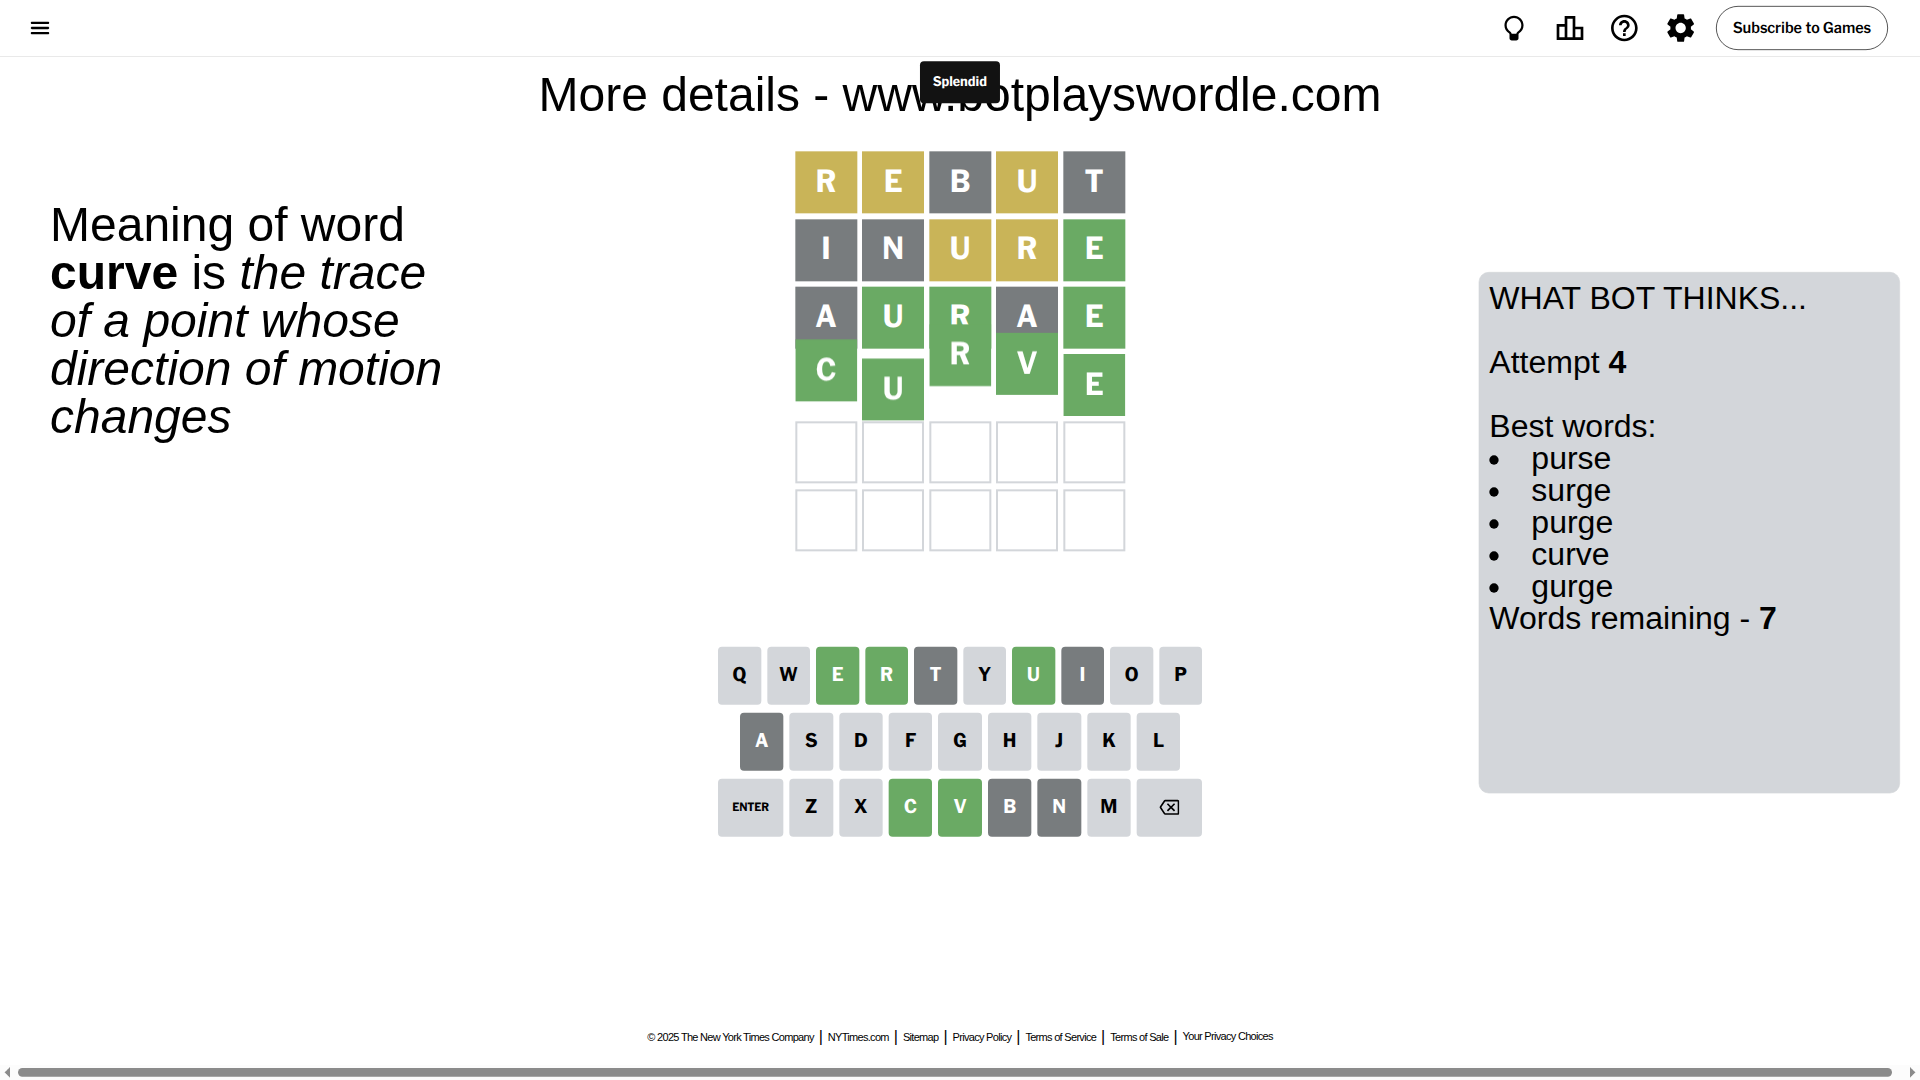 Subscribe to Games
Splendid
More details - www.botplayswordle.com
Meaning of word
curve is the trace
of a point whose
direction of motion
changes
R E B U T
I N U R E
A U R A E
C U R V E
WHAT BOT THINKS...
Attempt 4
Best words:
• purse
• surge
• purge
• curve
• gurge
Words remaining - 7
Q W E R T Y U I O P
A S D F G H J K L
ENTER Z X C V B N M
© 2025 The New York Times Company | NYTimes.com | Sitemap | Privacy Policy | Terms of Service | Terms of Sale | Your Privacy Choices